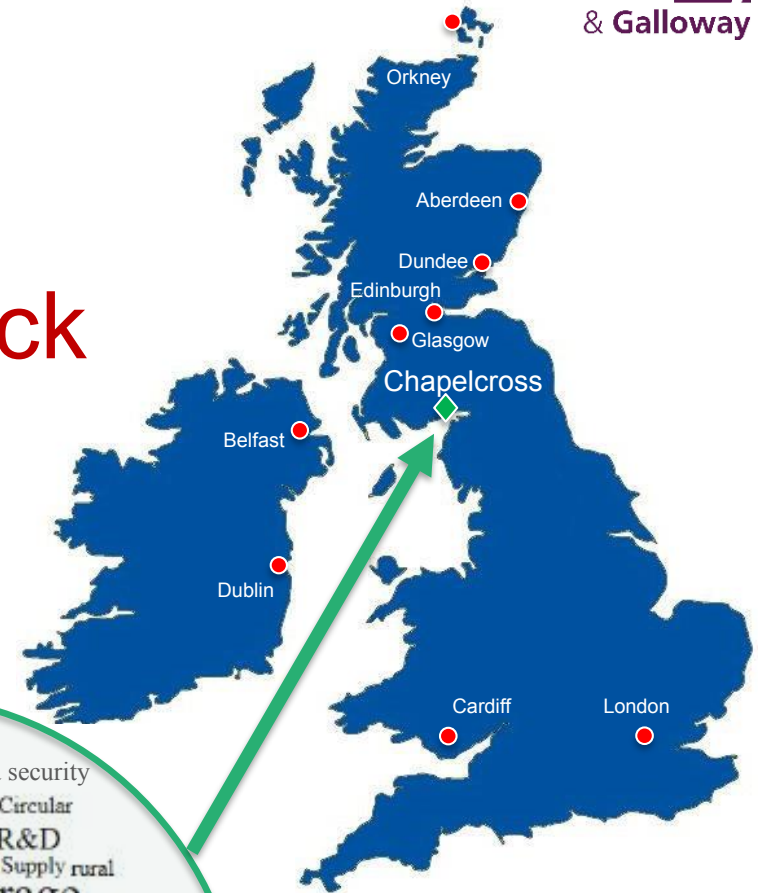 & Galloway
Orkney
Aberdeen
Dundee
Edinburgh
Glasgow
Chapelcross
Belfast
Dublin
Cardiff
London
security
Circular
R&D
Supply rural